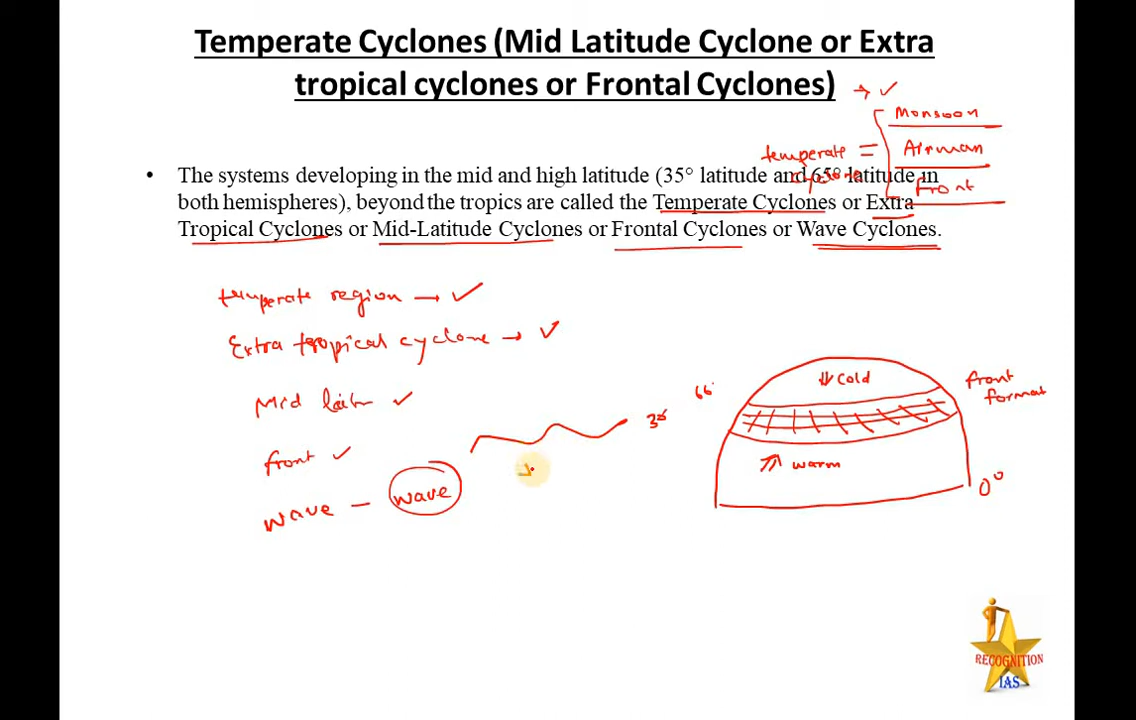 Temperate Cyclones (Mid Latitude Cyclone or Extra
tropical cyclones or Frontal Cyclones)
Monsoon
temperate = Airman
front
• The systems developing in the mid and high latitude (35° latitude and 65° latitude in
both hemispheres), beyond the tropics are called the Temperate Cyclones or Extra
Tropical Cyclones or Mid-Latitude Cyclones or Frontal Cyclones or Wave Cyclones.
temperate region → ✓
Extra tropical cyclone → ✓
Mid ✓
front ✓
wave – wave
cold
front
format
warm
0°
RECOGNITION
IAS